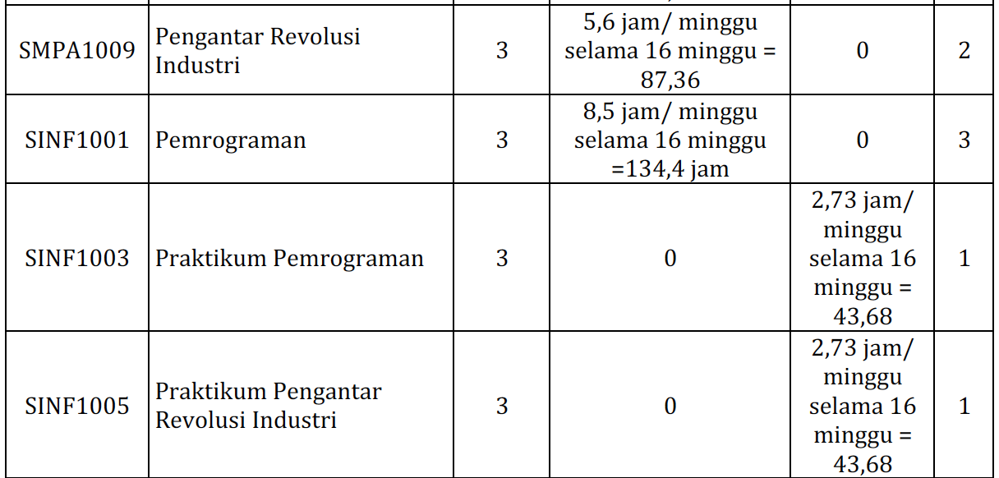 SMPA1009
Pengantar Revolusi
Industri
3
5,6 jam/ minggu
selama 16 minggu =
87,36
0
2
SINF1001
Pemrograman
3
8,5 jam/ minggu
selama 16 minggu
=134,4 jam
0
3
SINF1003
Praktikum Pemrograman
3
0
2,73 jam/
minggu
selama 16
minggu =
43,68
1
SINF1005
Praktikum Pengantar
Revolusi Industri
3
0
2,73 jam/
minggu
selama 16
minggu =
43,68
1